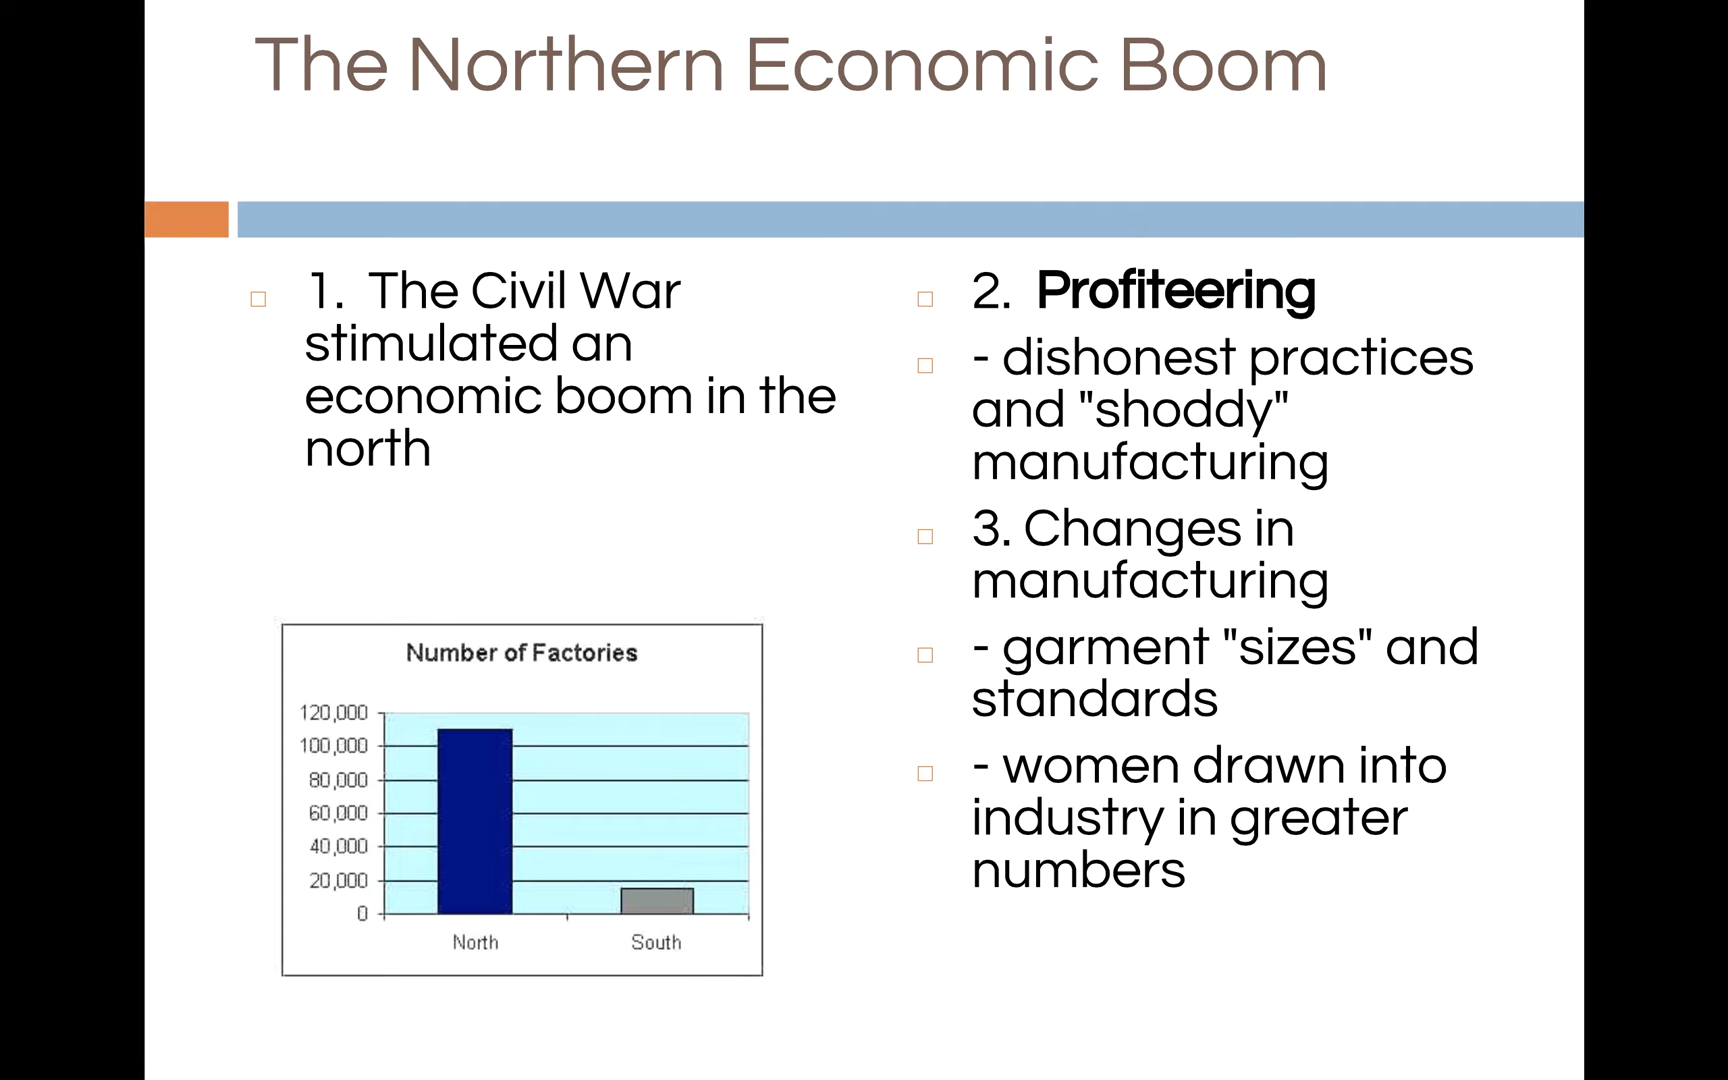 The Northern Economic Boom
1. The Civil War
stimulated an
economic boom in the
north
Number of Factories
120,000
100,000
80,000
60,000
40,000
20,000
0
North
South
2. Profiteering
- dishonest practices
and "shoddy"
manufacturing
3. Changes in
manufacturing
- garment "sizes" and
standards
- women drawn into
industry in greater
numbers